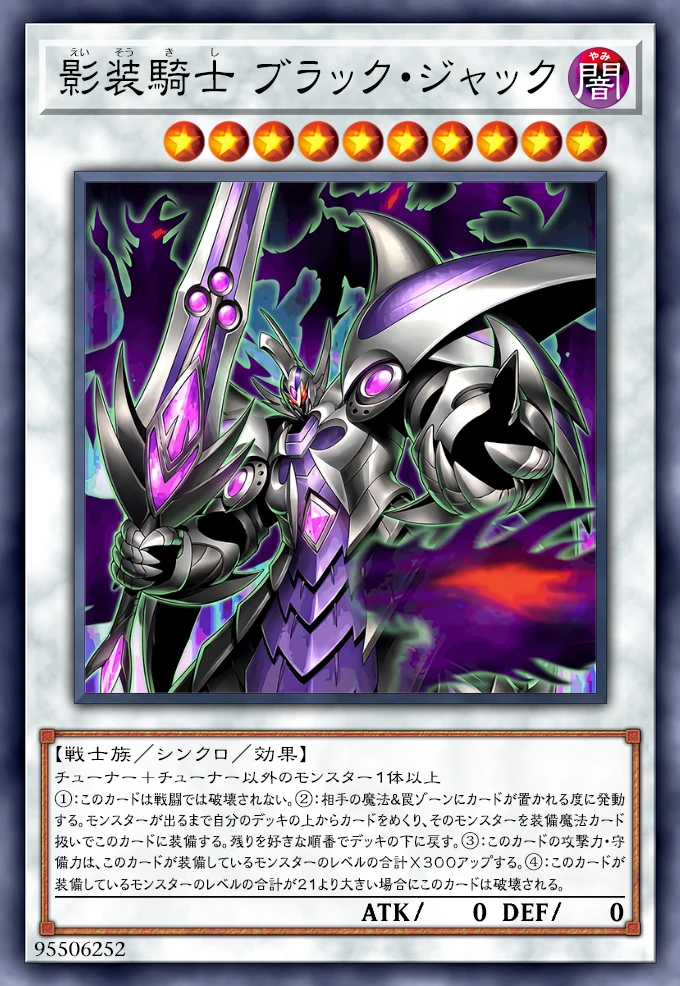 えい そう き し
影装騎士 ブラック・ジャック
やみ
闇
【戦士族／シンクロ／効果】
チューナー＋チューナー以外のモンスター1体以上
①：このカードは戦闘では破壊されない。②：相手の魔法&罠ゾーンにカードが置かれる度に発動
する。モンスターが出るまで自分のデッキの上からカードをめくり、そのモンスターを装備魔法カード
扱いでこのカードに装備する。残りを好きな順番でデッキの下に戻す。③：このカードの攻撃力・守
備力は、このカードが装備しているモンスターのレベルの合計×300アップする。④：このカードが
装備しているモンスターのレベルの合計が21より大きい場合にこのカードは破壊される。
ATK/ 0 DEF/ 0
95506252